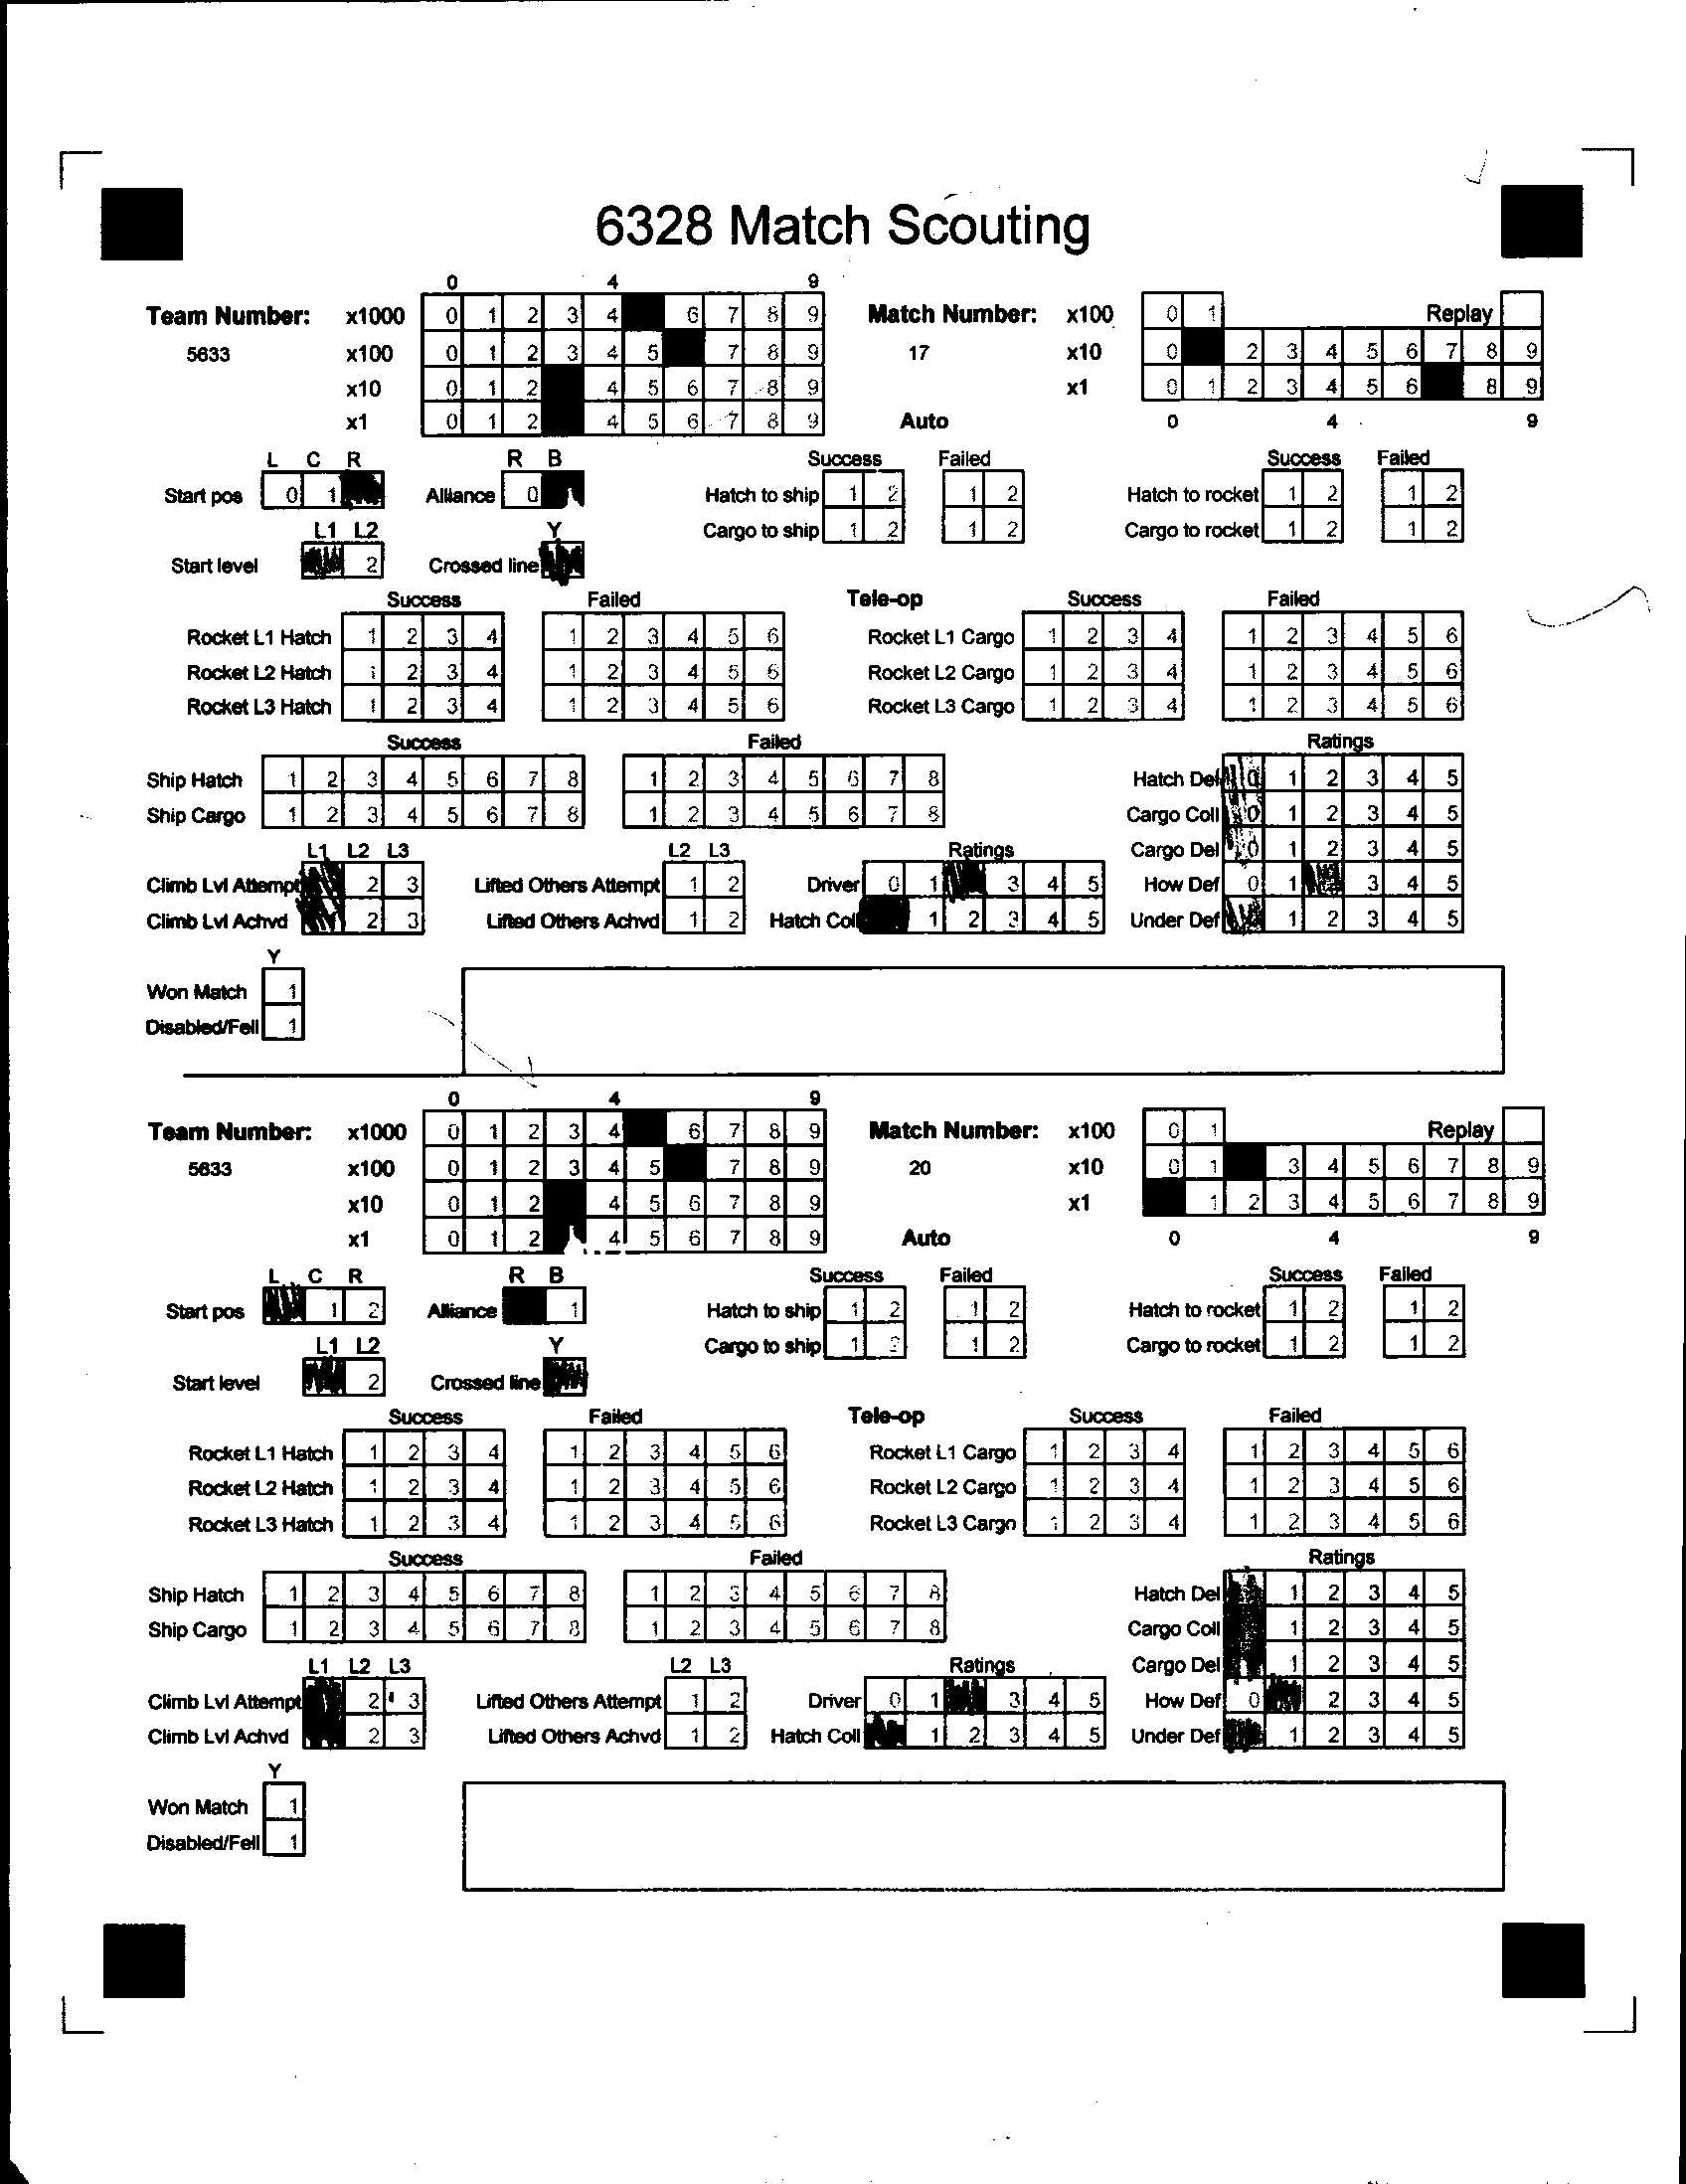 6328 Match Scouting
0 4 9
Team Number: x1000 0 1 2 3 4 6 7 8 9 Match Number: x100 0 1 Replay
5633 x100 0 1 2 3 4 5 7 8 9 17 x10 0 2 3 4 5 6 7 8 9
x10 0 1 2 4 5 6 7 8 9 x1 0 1 2 3 4 5 6 8 9
x1 0 1 2 4 5 6 7 8 9 Auto 0 4 9
L C R R B Success Failed Success Failed
Start pos 0 1 Alliance 0 Hatch to ship 1 2 1 2 Hatch to rocket 1 2 1 2
L1 L2 Y Cargo to ship 1 2 1 2 Cargo to rocket 1 2 1 2
Start level 2 Crossed line
Success Failed Tele-op Success Failed
Rocket L1 Hatch 1 2 3 4 1 2 3 4 5 6 Rocket L1 Cargo 1 2 3 4 1 2 3 4 5 6
Rocket L2 Hatch 1 2 3 4 1 2 3 4 5 6 Rocket L2 Cargo 1 2 3 4 1 2 3 4 5 6
Rocket L3 Hatch 1 2 3 4 1 2 3 4 5 6 Rocket L3 Cargo 1 2 3 4 1 2 3 4 5 6
Success Failed Ratings
Ship Hatch 1 2 3 4 5 6 7 8 1 2 3 4 5 6 7 8 Hatch Del 0 1 2 3 4 5
Ship Cargo 1 2 3 4 5 6 7 8 1 2 3 4 5 6 7 8 Cargo Coll 0 1 2 3 4 5
L1 L2 L3 L2 L3 Ratings Cargo Del 0 1 2 3 4 5
Climb Lvl Attempt 2 3 Lifted Others Attempt 1 2 Driver 0 1 3 4 5 How Def 0 1 3 4 5
Climb Lvl Achvd 2 3 Lifted Others Achvd 1 2 Hatch Coll 1 2 3 4 5 Under Def 1 2 3 4 5
Y
Won Match 1
Disabled/Fell 1
0 4 9
Team Number: x1000 0 1 2 3 4 6 7 8 9 Match Number: x100 0 1 Replay
5633 x100 0 1 2 3 4 5 7 8 9 20 x10 0 1 3 4 5 6 7 8 9
x10 0 1 2 4 5 6 7 8 9 x1 1 2 3 4 5 6 7 8 9
x1 0 1 2 4 5 6 7 8 9 Auto 0 4 9
L C R R B Success Failed Success Failed
Start pos 1 2 Alliance 1 Hatch to ship 1 2 1 2 Hatch to rocket 1 2 1 2
L1 L2 Y Cargo to ship 1 2 1 2 Cargo to rocket 1 2 1 2
Start level 2 Crossed line
Success Failed Tele-op Success Failed
Rocket L1 Hatch 1 2 3 4 1 2 3 4 5 6 Rocket L1 Cargo 1 2 3 4 1 2 3 4 5 6
Rocket L2 Hatch 1 2 3 4 1 2 3 4 5 6 Rocket L2 Cargo 1 2 3 4 1 2 3 4 5 6
Rocket L3 Hatch 1 2 3 4 1 2 3 4 5 6 Rocket L3 Cargo 1 2 3 4 1 2 3 4 5 6
Success Failed Ratings
Ship Hatch 1 2 3 4 5 6 7 8 1 2 3 4 5 6 7 8 Hatch Del 1 2 3 4 5
Ship Cargo 1 2 3 4 5 6 7 8 1 2 3 4 5 6 7 8 Cargo Coll 1 2 3 4 5
L1 L2 L3 L2 L3 Ratings Cargo Del 1 2 3 4 5
Climb Lvl Attempt 2 3 Lifted Others Attempt 1 2 Driver 0 1 3 4 5 How Def 0 2 3 4 5
Climb Lvl Achvd 2 3 Lifted Others Achvd 1 2 Hatch Coll 1 2 3 4 5 Under Def 1 2 3 4 5
Y
Won Match 1
Disabled/Fell 1